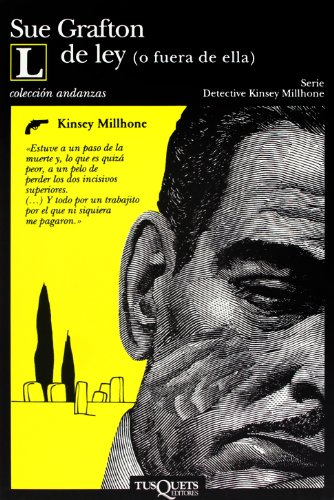 Sue Grafton
L de ley (o fuera de ella)
colección andanzas
Serie
Detective Kinsey Millhone
Kinsey Millhone
«Estuve a un paso de la
muerte y, lo que es quizá
peor, a un pelo de
perder los dos incisivos
superiores.
(...) Y todo por un trabajito
por el que ni siquiera
me pagaron.»
TUSQUETS
EDITORES